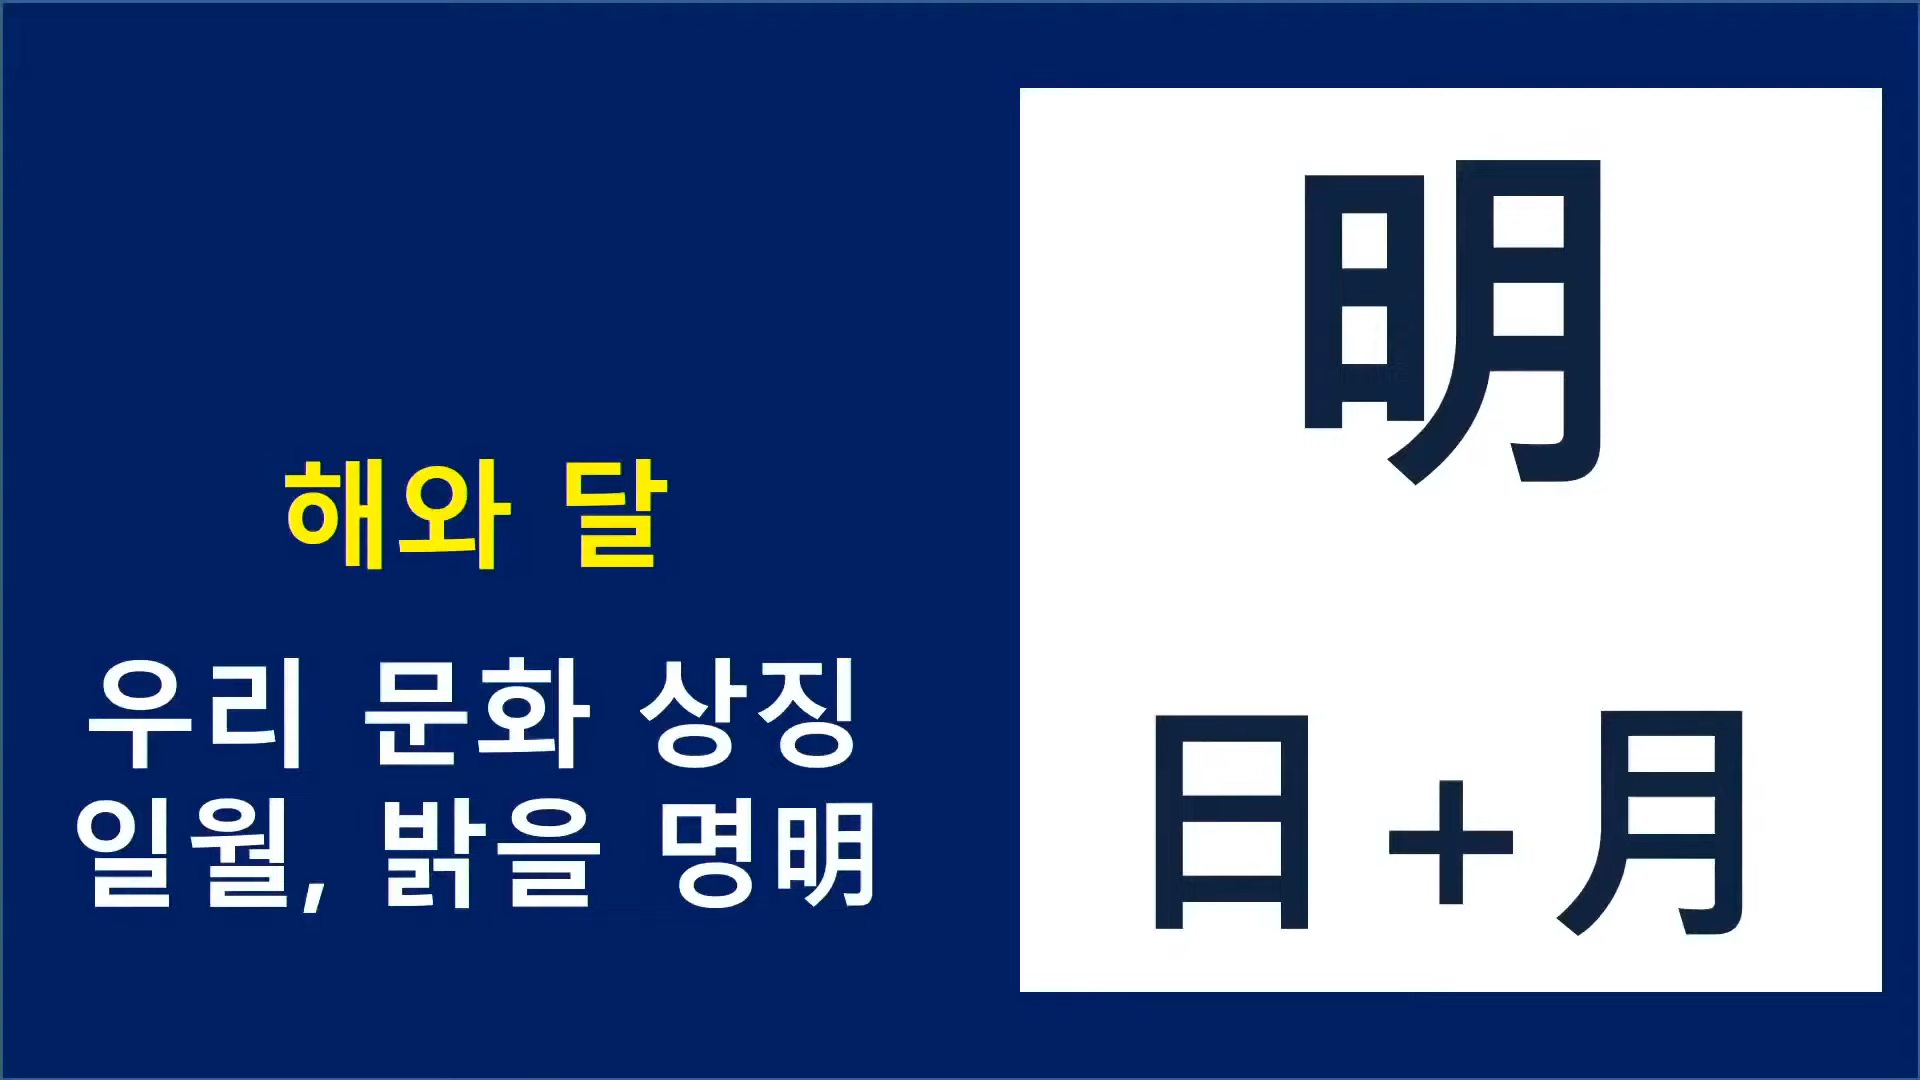 해와 달
우리 문화 상징
일월, 밝을 명明
明
日+月